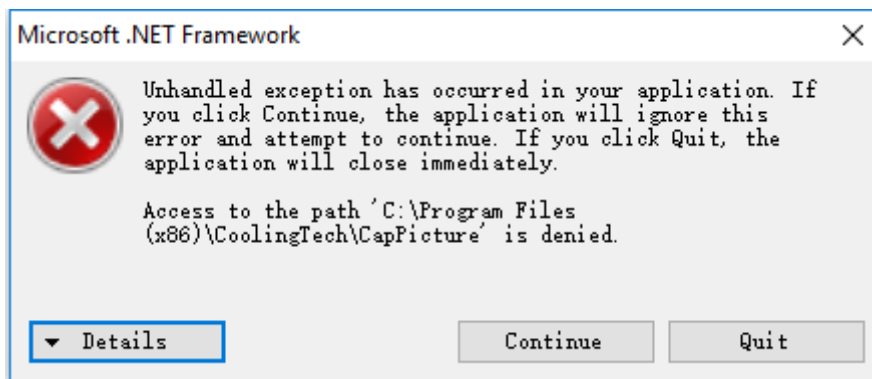 Microsoft .NET Framework
Unhandled exception has occurred in your application. If
you click Continue, the application will ignore this
error and attempt to continue. If you click Quit, the
application will close immediately.
Access to the path 'C:\Program Files
(x86)\CoolingTech\CapPicture' is denied.
Details
Continue
Quit